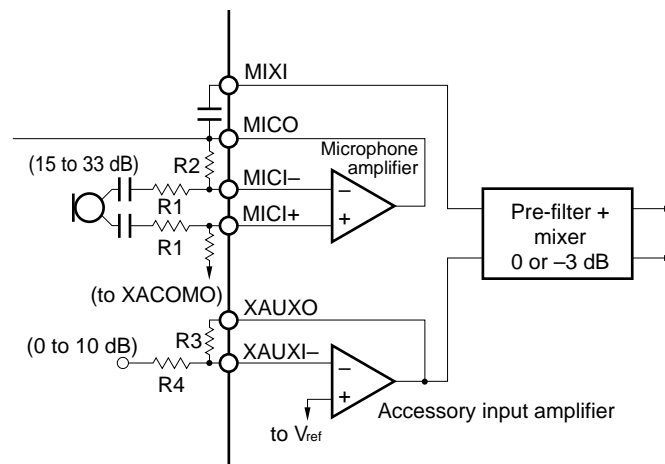 MIXI
MICO
(15 to 33 dB)
R2
Microphone
amplifier
MICI–
–
R1
MICI+
+
R1
Pre-filter +
mixer
0 or –3 dB
(to XACOMO)
XAUXO
(0 to 10 dB)
R3
XAUXI–
–
R4
+
Accessory input amplifier
to Vref